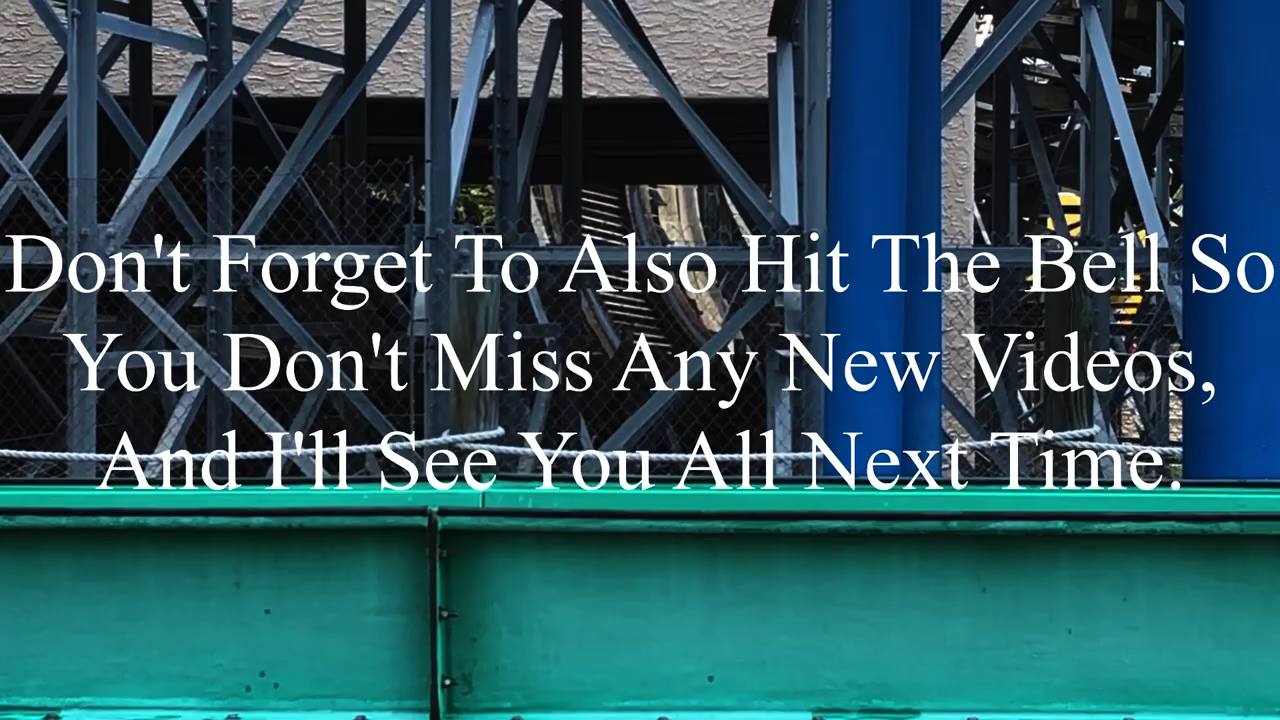 Don't Forget To Also Hit The Bell So
You Don't Miss Any New Videos,
And I'll See You All Next Time.